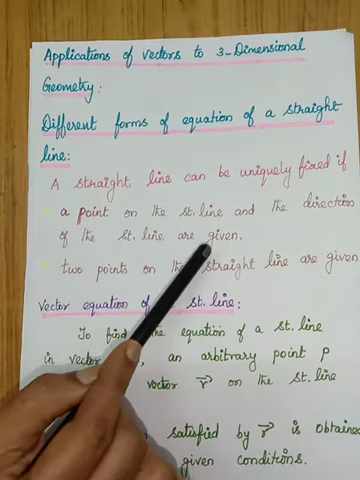 Applications of vectors to 3-Dimensional
Geometry:
Different forms of equation of a straight
line:
A straight line can be uniquely fixed if
a point on the st.line and the direction
of the st.line are given.
two points on the straight line are given
Vector equation of st.line:
To find the equation of a st.line
in vector an arbitrary point P
vector r⃗ on the st.line
satisfied by r⃗ is obtained
given conditions.